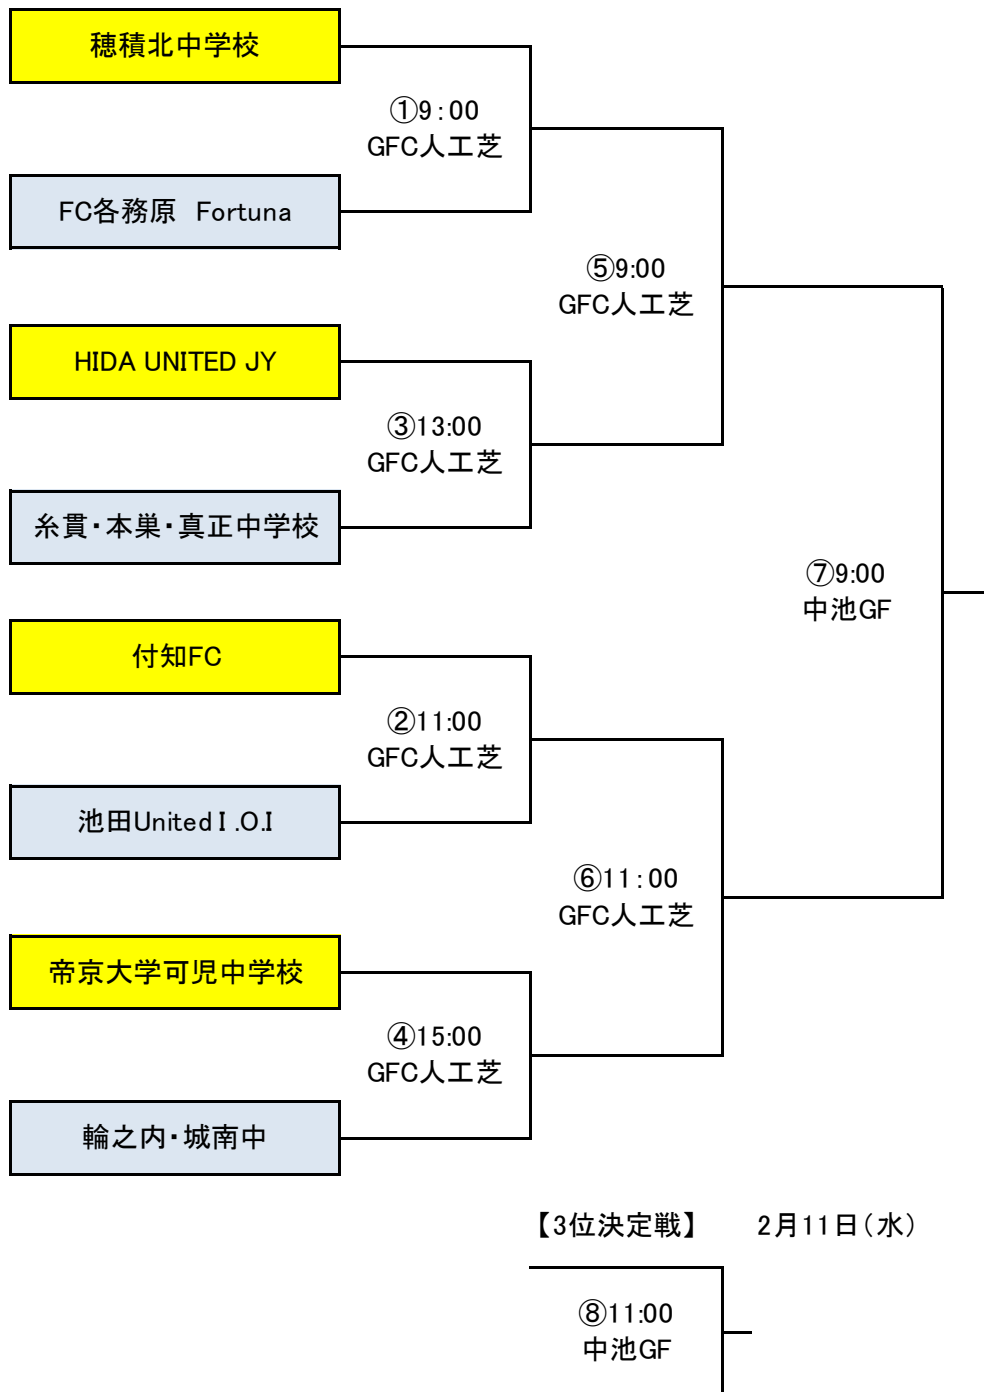 穂積北中学校
①9:00
GFC人工芝
FC各務原　Fortuna
⑤9:00
GFC人工芝
HIDA UNITED JY
③13:00
GFC人工芝
糸貫・本巣・真正中学校
⑦9:00
中池GF
付知FC
②11:00
GFC人工芝
池田United I .O.I
⑥11:00
GFC人工芝
帝京大学可児中学校
④15:00
GFC人工芝
輪之内・城南中
【3位決定戦】　2月11日(水)
⑧11:00
中池GF